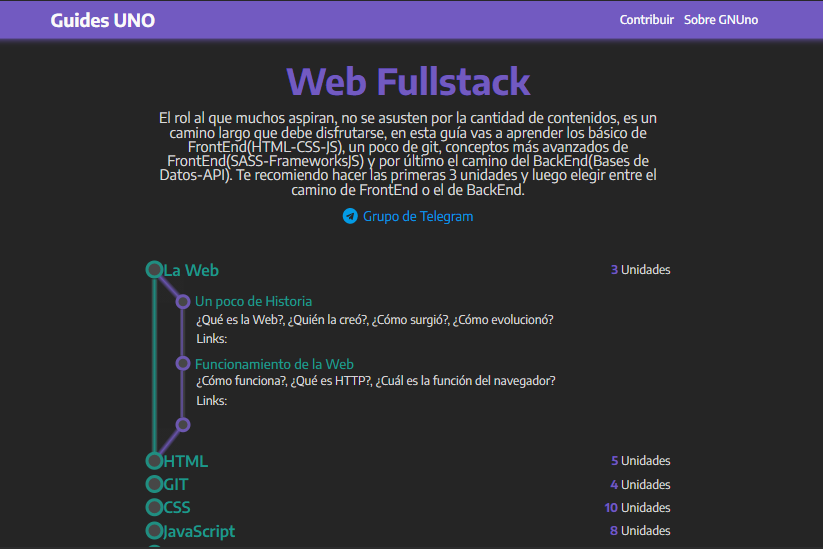 Guides UNO
Contribuir Sobre GNUno
Web Fullstack
El rol al que muchos aspiran, no se asusten por la cantidad de contenidos, es un
camino largo que debe disfrutarse, en esta guía vas a aprender los básico de
FrontEnd(HTML-CSS-JS), un poco de git, conceptos más avanzados de
FrontEnd(SASS-FrameworksJS) y por último el camino del BackEnd(Bases de
Datos-API). Te recomiendo hacer las primeras 3 unidades y luego elegir entre el
camino de FrontEnd o el de BackEnd.
Grupo de Telegram
La Web 3 Unidades
Un poco de Historia
¿Qué es la Web?, ¿Quién la creó?, ¿Cómo surgió?, ¿Cómo evolucionó?
Links:
Funcionamiento de la Web
¿Cómo funciona?, ¿Qué es HTTP?, ¿Cuál es la función del navegador?
Links:
HTML 5 Unidades
GIT 4 Unidades
CSS 10 Unidades
JavaScript 8 Unidades